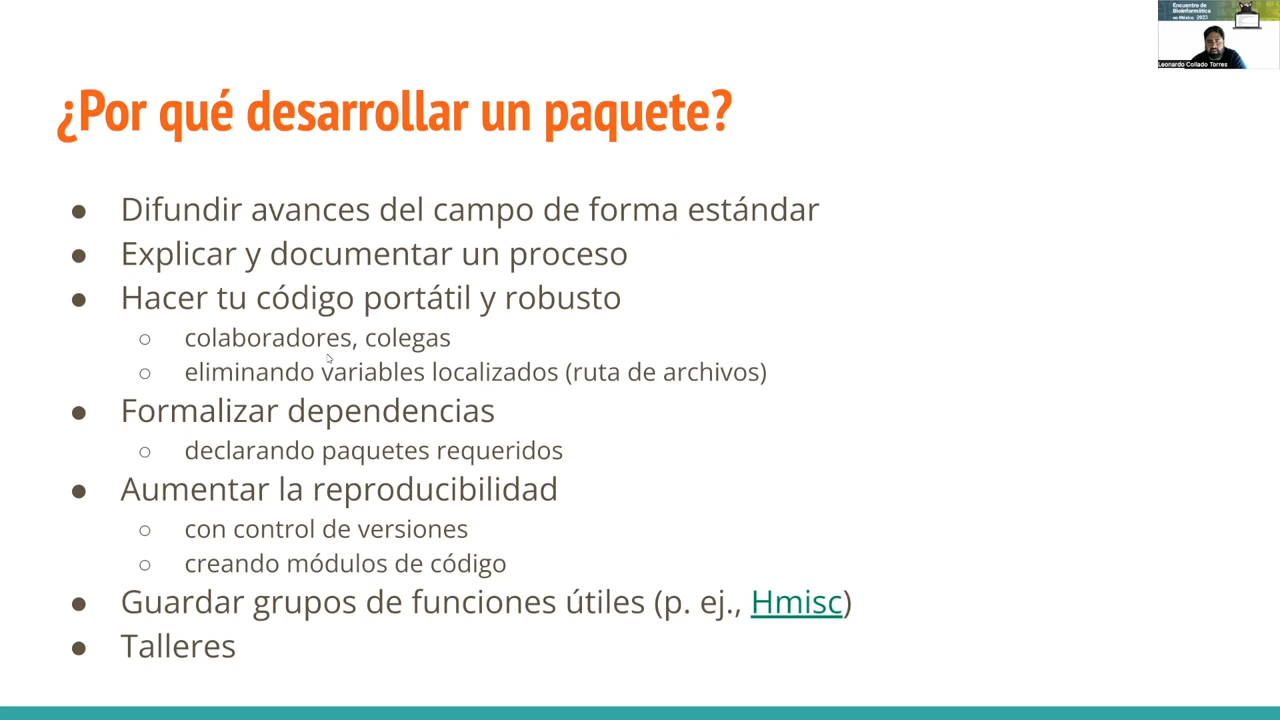 Encuentro de
Bioinformática
en México 2023
Leonardo Collado Torres
¿Por qué desarrollar un paquete?
● Difundir avances del campo de forma estándar
● Explicar y documentar un proceso
● Hacer tu código portátil y robusto
○ colaboradores, colegas
○ eliminando variables localizados (ruta de archivos)
● Formalizar dependencias
○ declarando paquetes requeridos
● Aumentar la reproducibilidad
○ con control de versiones
○ creando módulos de código
● Guardar grupos de funciones útiles (p. ej., Hmisc)
● Talleres